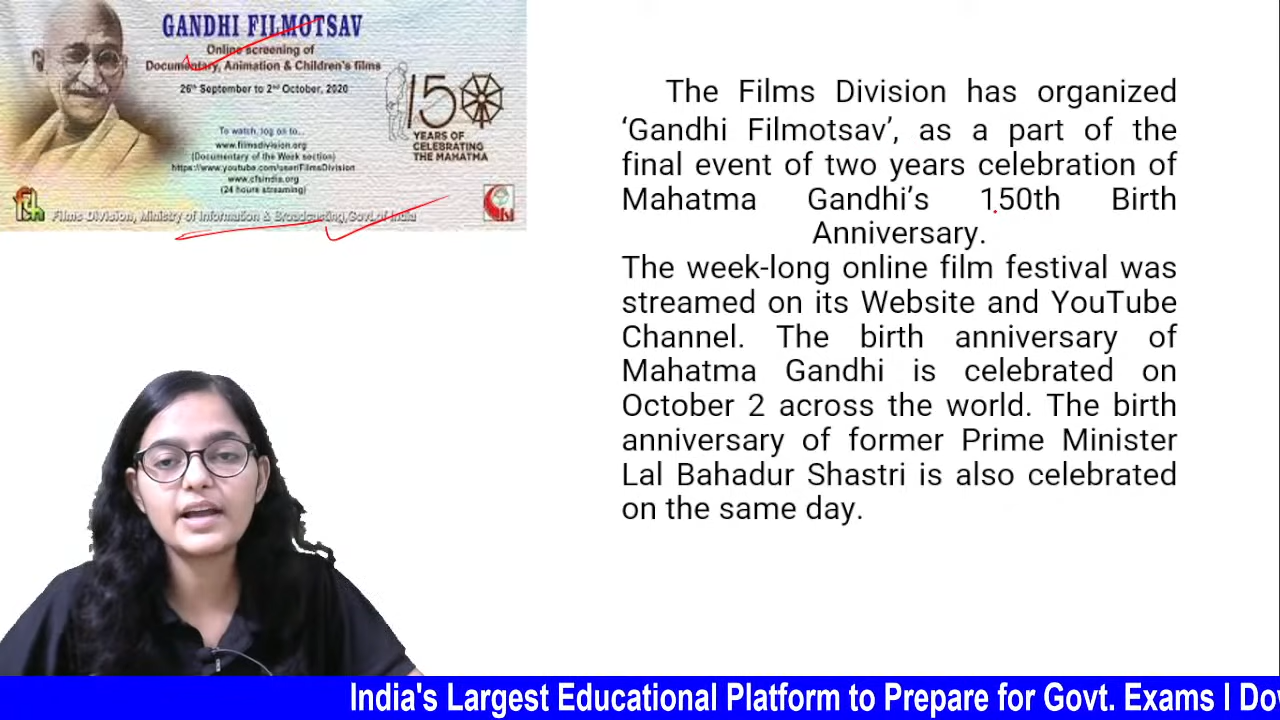 GANDHI FILMOTSAV
Online screening of
Documentary, Animation & Children's films
26th September to 2nd October, 2020
To watch, log on to...
www.filmsdivision.org
(Documentary of the Week section)
https://www.youtube.com/user/FilmsDivision
www.cfsindia.org
(24 hours streaming)
150
YEARS OF
CELEBRATING
THE MAHATMA
Films Division, Ministry of Information & Broadcasting, Govt. of India
The Films Division has organized
‘Gandhi Filmotsav’, as a part of the
final event of two years celebration of
Mahatma Gandhi’s 150th Birth
Anniversary.
The week-long online film festival was
streamed on its Website and YouTube
Channel. The birth anniversary of
Mahatma Gandhi is celebrated on
October 2 across the world. The birth
anniversary of former Prime Minister
Lal Bahadur Shastri is also celebrated
on the same day.
India's Largest Educational Platform to Prepare for Govt. Exams I